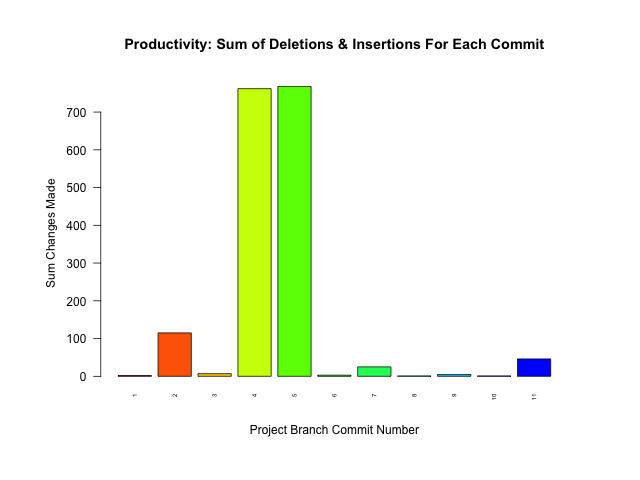 Productivity: Sum of Deletions & Insertions For Each Commit
700
600
500
400
300
200
100
0
Sum Changes Made
1 2 3 4 5 6 7 8 9 10 11
Project Branch Commit Number